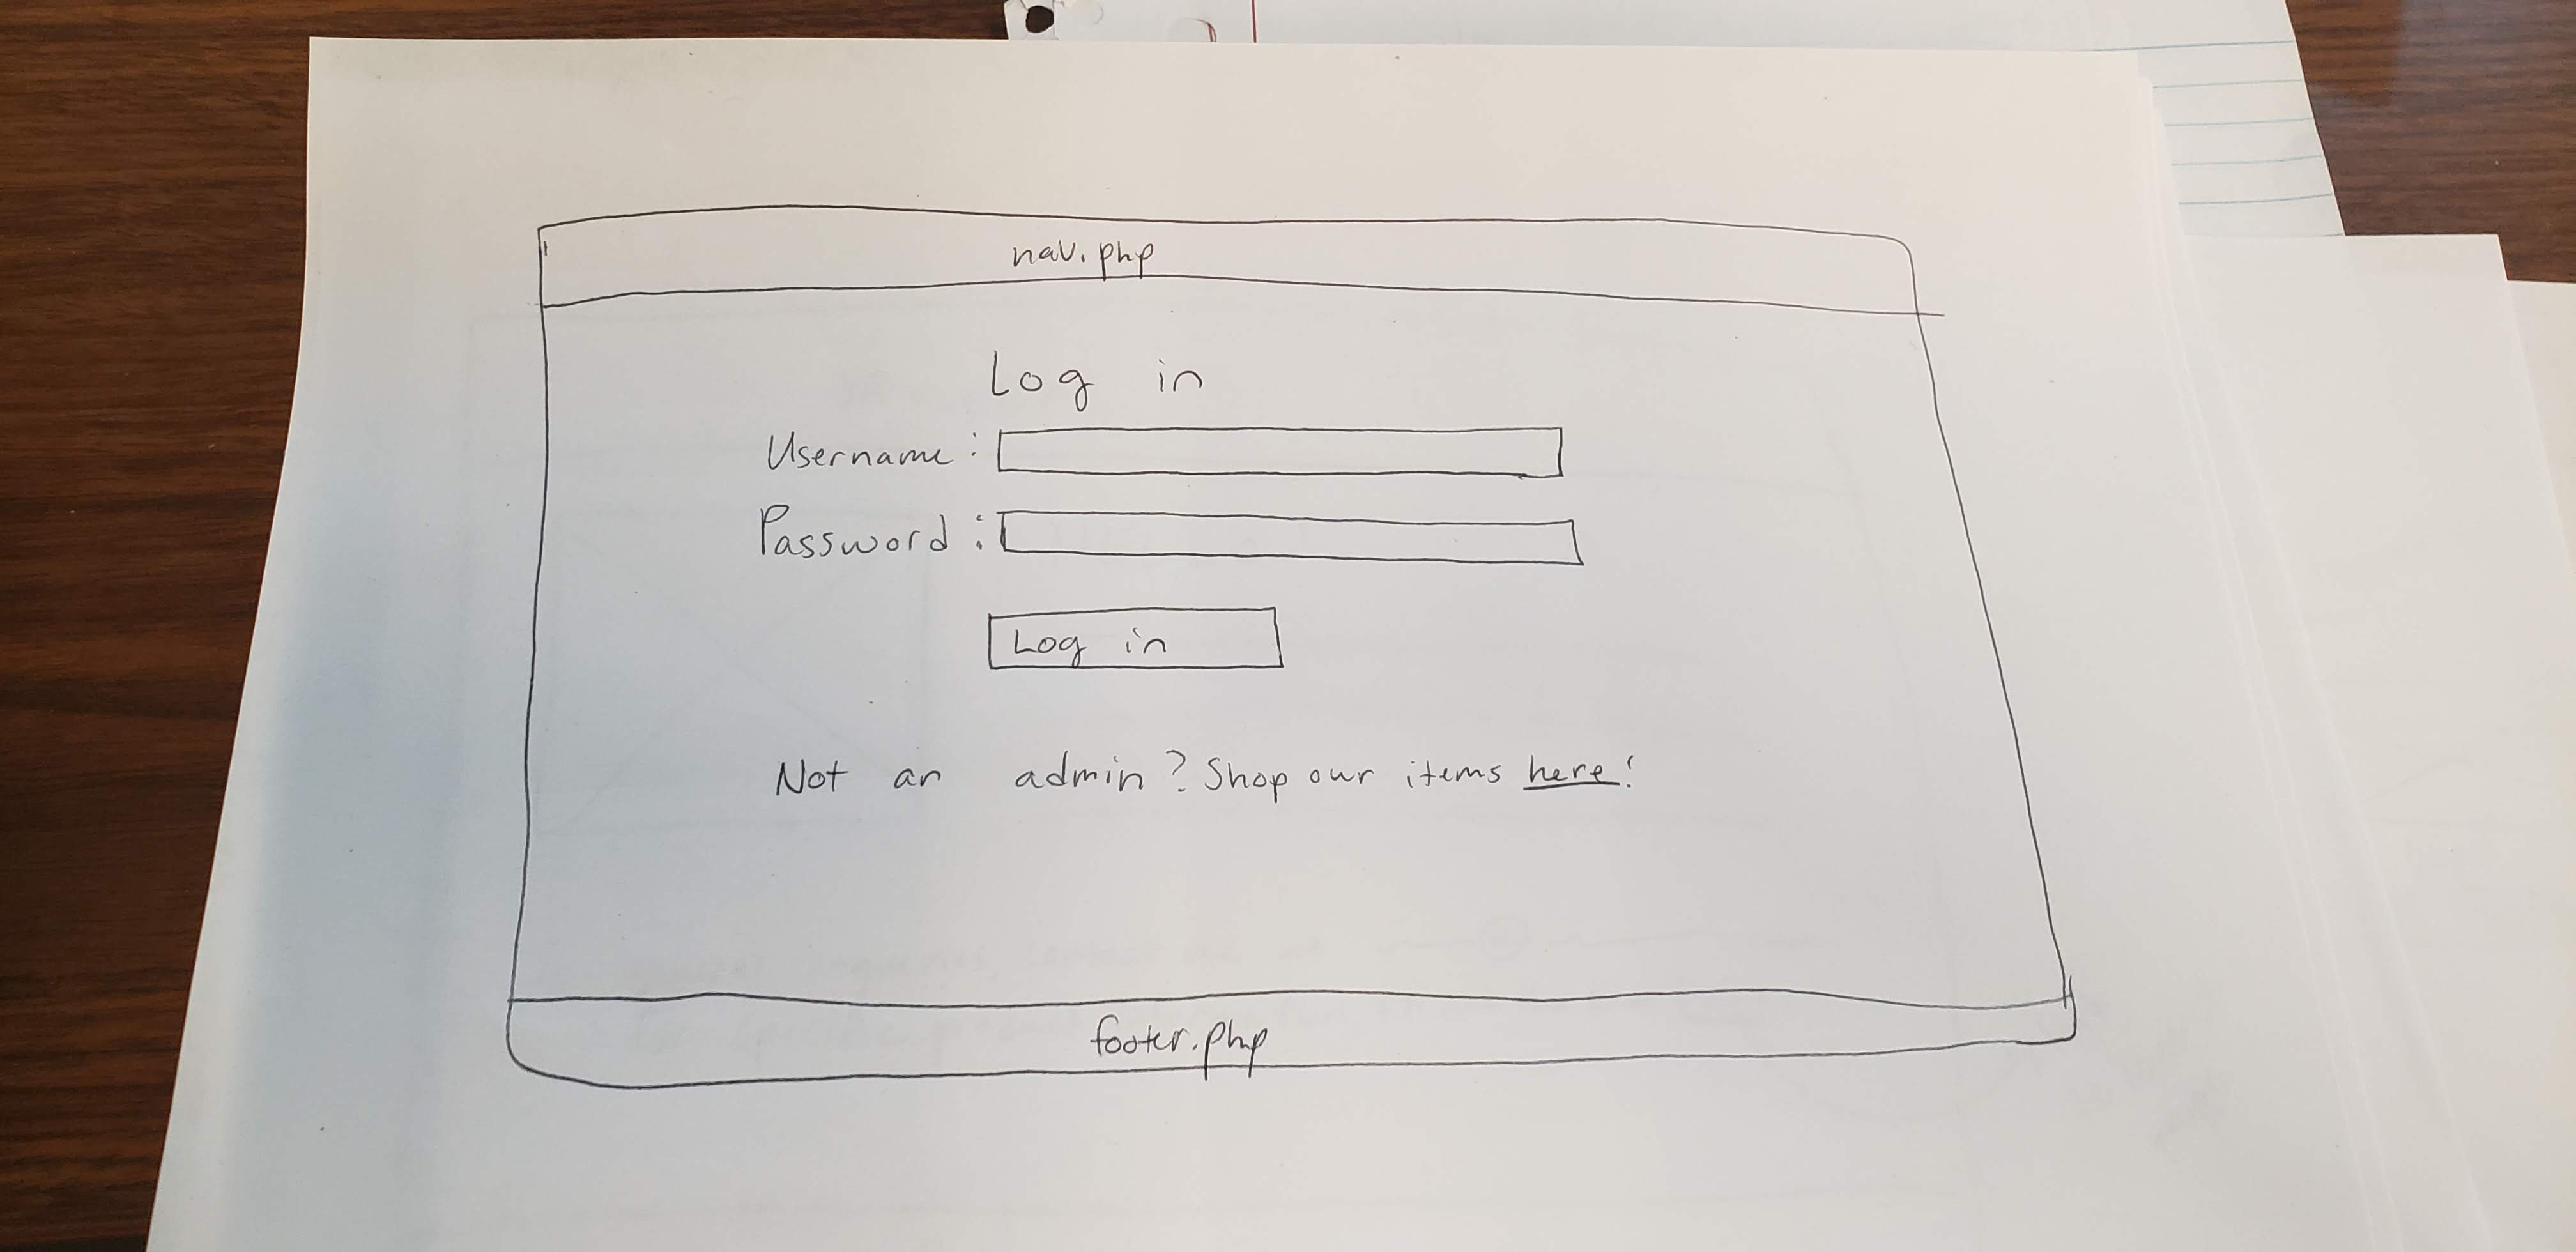 nav.php
Log in
Username:
Password:
Log in
Not an admin? Shop our items here!
footer.php